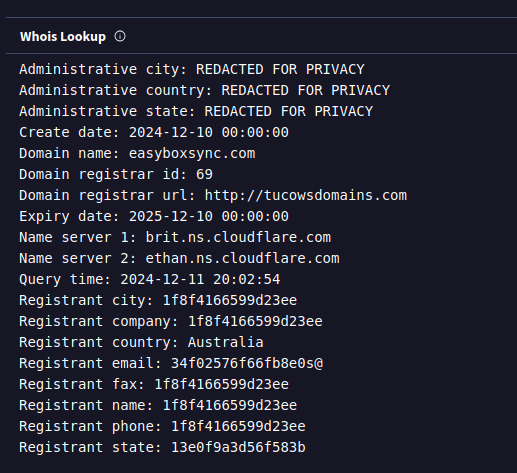 Whois Lookup
Administrative city: REDACTED FOR PRIVACY
Administrative country: REDACTED FOR PRIVACY
Administrative state: REDACTED FOR PRIVACY
Create date: 2024-12-10 00:00:00
Domain name: easyboxsync.com
Domain registrar id: 69
Domain registrar url: http://tucowsdomains.com
Expiry date: 2025-12-10 00:00:00
Name server 1: brit.ns.cloudflare.com
Name server 2: ethan.ns.cloudflare.com
Query time: 2024-12-11 20:02:54
Registrant city: 1f8f4166599d23ee
Registrant company: 1f8f4166599d23ee
Registrant country: Australia
Registrant email: 34f02576f66fb8e0s@
Registrant fax: 1f8f4166599d23ee
Registrant name: 1f8f4166599d23ee
Registrant phone: 1f8f4166599d23ee
Registrant state: 13e0f9a3d56f583b